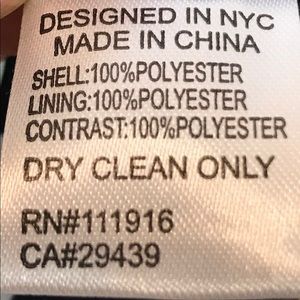 DESIGNED IN NYC
MADE IN CHINA
SHELL:100%POLYESTER
LINING:100%POLYESTER
CONTRAST:100%POLYESTER
DRY CLEAN ONLY
RN#111916
CA#29439